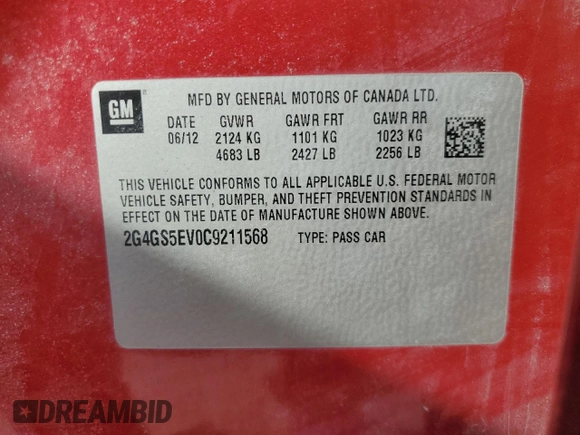 GM
MFD BY GENERAL MOTORS OF CANADA LTD.
DATE GVWR GAWR FRT GAWR RR
06/12 2124 KG 1101 KG 1023 KG
4683 LB 2427 LB 2256 LB
THIS VEHICLE CONFORMS TO ALL APPLICABLE U.S. FEDERAL MOTOR
VEHICLE SAFETY, BUMPER, AND THEFT PREVENTION STANDARDS IN
EFFECT ON THE DATE OF MANUFACTURE SHOWN ABOVE.
2G4GS5EV0C9211568 TYPE: PASS CAR
DREAMBID